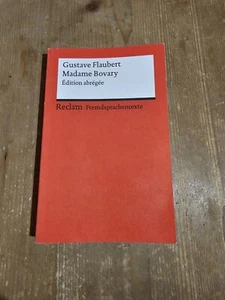 Gustave Flaubert
Madame Bovary
Édition abrégée
Reclam Fremdsprachentexte